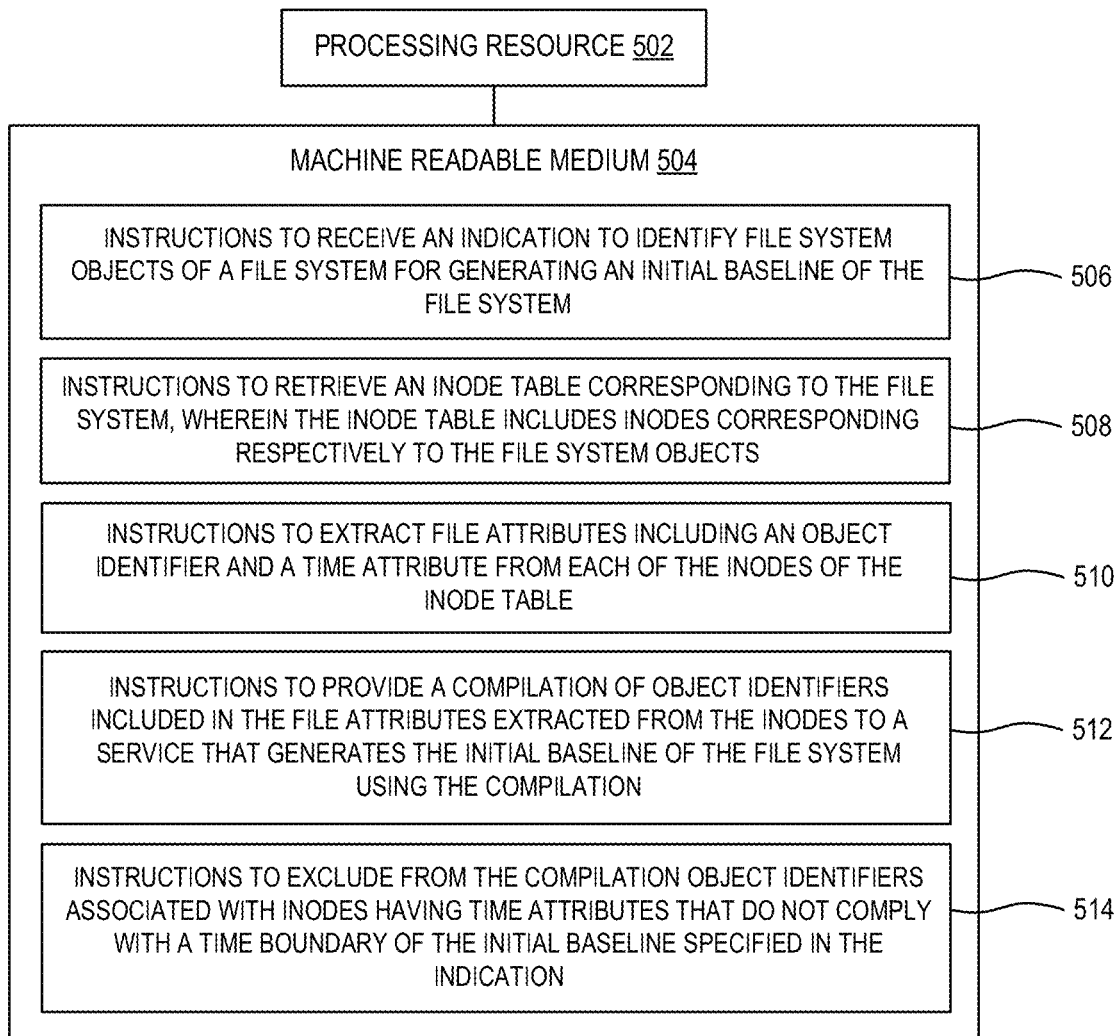 PROCESSING RESOURCE 502
MACHINE READABLE MEDIUM 504
INSTRUCTIONS TO RECEIVE AN INDICATION TO IDENTIFY FILE SYSTEM
OBJECTS OF A FILE SYSTEM FOR GENERATING AN INITIAL BASELINE OF THE
FILE SYSTEM
506
INSTRUCTIONS TO RETRIEVE AN INODE TABLE CORRESPONDING TO THE FILE
SYSTEM, WHEREIN THE INODE TABLE INCLUDES INODES CORRESPONDING
RESPECTIVELY TO THE FILE SYSTEM OBJECTS
508
INSTRUCTIONS TO EXTRACT FILE ATTRIBUTES INCLUDING AN OBJECT
IDENTIFIER AND A TIME ATTRIBUTE FROM EACH OF THE INODES OF THE
INODE TABLE
510
INSTRUCTIONS TO PROVIDE A COMPILATION OF OBJECT IDENTIFIERS
INCLUDED IN THE FILE ATTRIBUTES EXTRACTED FROM THE INODES TO A
SERVICE THAT GENERATES THE INITIAL BASELINE OF THE FILE SYSTEM
USING THE COMPILATION
512
INSTRUCTIONS TO EXCLUDE FROM THE COMPILATION OBJECT IDENTIFIERS
ASSOCIATED WITH INODES HAVING TIME ATTRIBUTES THAT DO NOT COMPLY
WITH A TIME BOUNDARY OF THE INITIAL BASELINE SPECIFIED IN THE
INDICATION
514